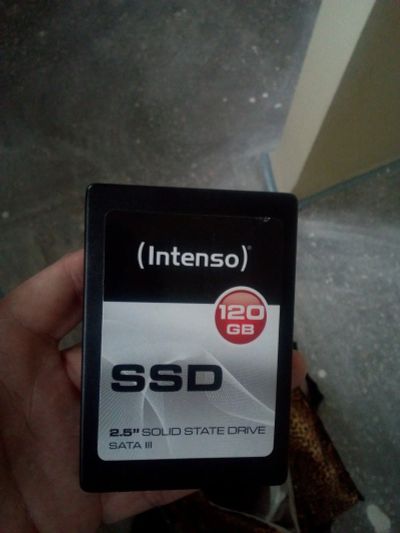 (Intenso)®
120
GB
SSD
2.5" SOLID STATE DRIVE
SATA III